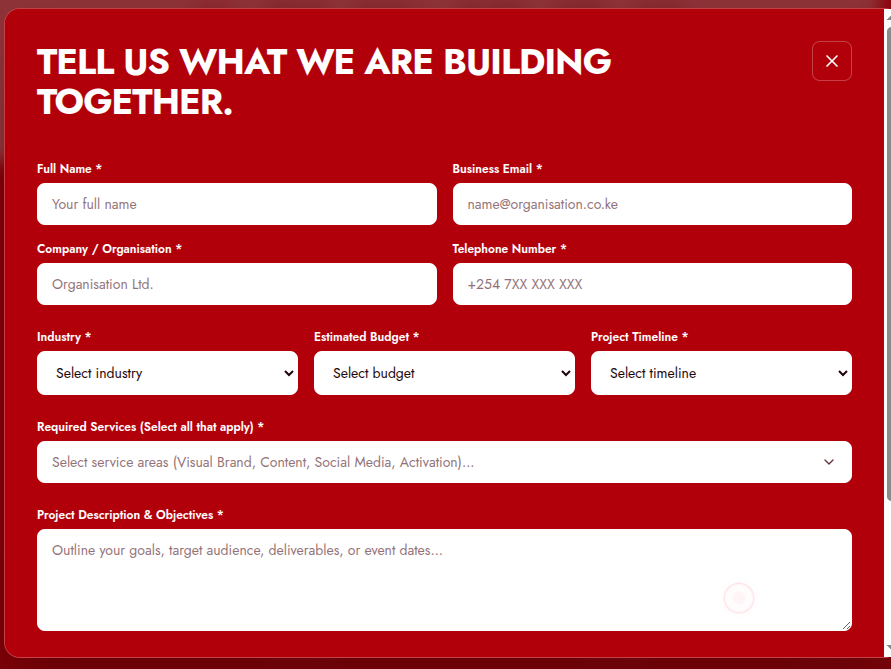 TELL US WHAT WE ARE BUILDING
TOGETHER.
Full Name *
Business Email *
Your full name
name@organisation.co.ke
Company / Organisation *
Telephone Number *
Organisation Ltd.
+254 7XX XXX XXX
Industry *
Estimated Budget *
Project Timeline *
Select industry
Select budget
Select timeline
Required Services (Select all that apply) *
Select service areas (Visual Brand, Content, Social Media, Activation)...
Project Description & Objectives *
Outline your goals, target audience, deliverables, or event dates...